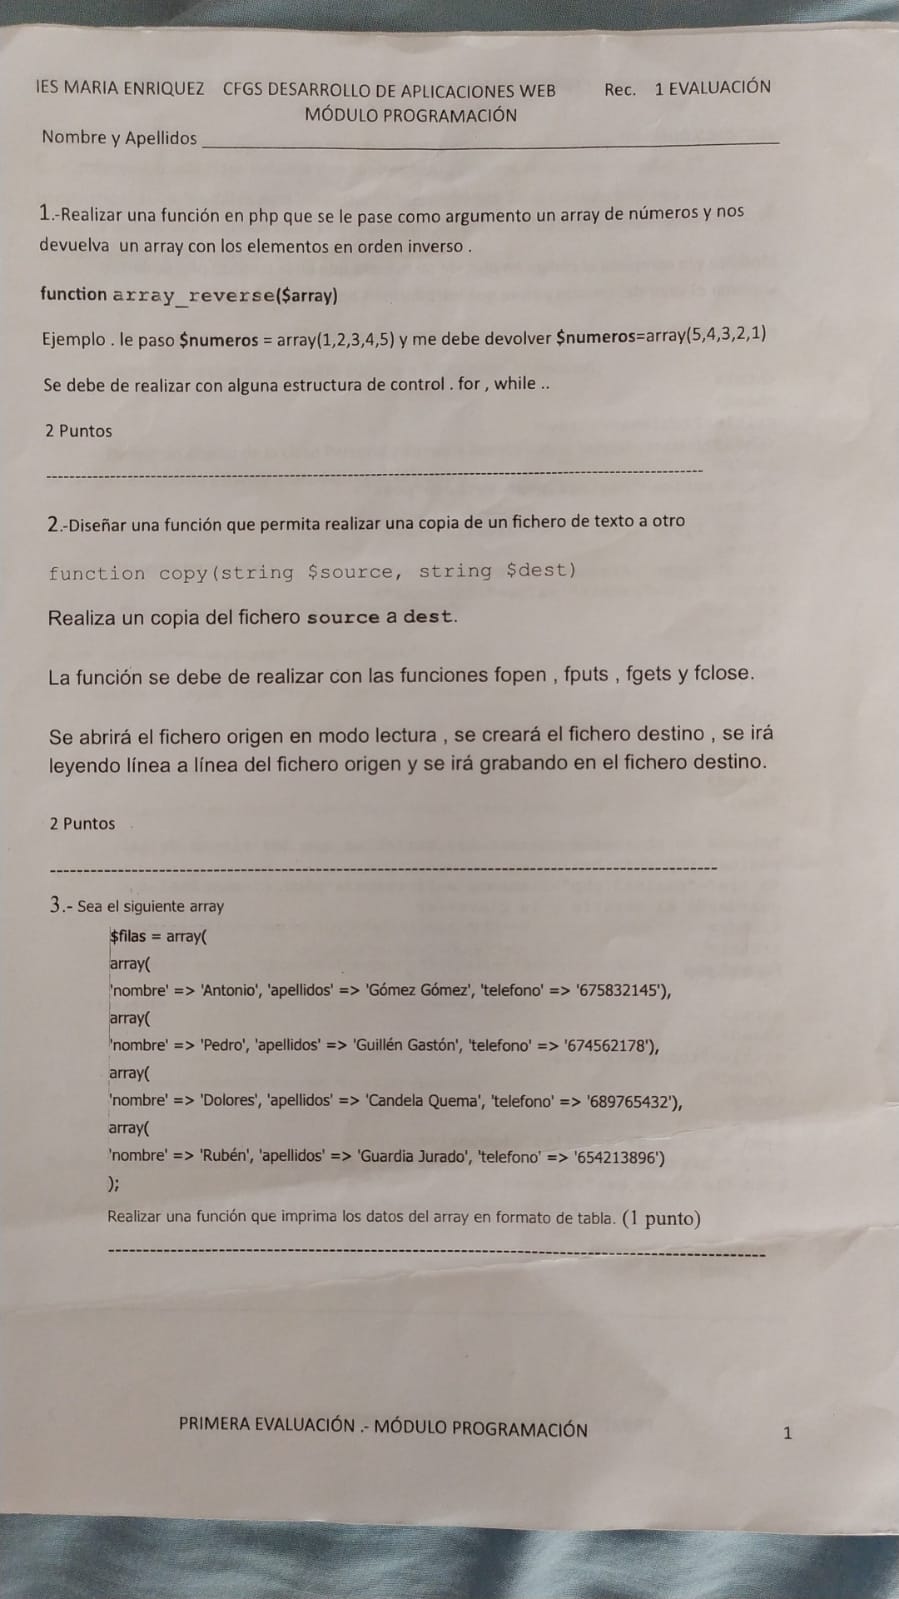 IES MARIA ENRIQUEZ CFGS DESARROLLO DE APLICACIONES WEB Rec. 1 EVALUACIÓN
MÓDULO PROGRAMACIÓN
Nombre y Apellidos
1.-Realizar una función en php que se le pase como argumento un array de números y nos
devuelva un array con los elementos en orden inverso .
function array_reverse($array)
Ejemplo . le paso $numeros = array(1,2,3,4,5) y me debe devolver $numeros=array(5,4,3,2,1)
Se debe de realizar con alguna estructura de control . for , while ..
2 Puntos
2.-Diseñar una función que permita realizar una copia de un fichero de texto a otro
function copy(string $source, string $dest)
Realiza un copia del fichero source a dest.
La función se debe de realizar con las funciones fopen , fputs , fgets y fclose.
Se abrirá el fichero origen en modo lectura , se creará el fichero destino , se irá
leyendo línea a línea del fichero origen y se irá grabando en el fichero destino.
2 Puntos
3.- Sea el siguiente array
$filas = array(
array(
'nombre' => 'Antonio', 'apellidos' => 'Gómez Gómez', 'telefono' => '675832145'),
array(
'nombre' => 'Pedro', 'apellidos' => 'Guillén Gastón', 'telefono' => '674562178'),
array(
'nombre' => 'Dolores', 'apellidos' => 'Candela Quema', 'telefono' => '689765432'),
array(
'nombre' => 'Rubén', 'apellidos' => 'Guardia Jurado', 'telefono' => '654213896')
);
Realizar una función que imprima los datos del array en formato de tabla. (1 punto)
PRIMERA EVALUACIÓN .- MÓDULO PROGRAMACIÓN 1